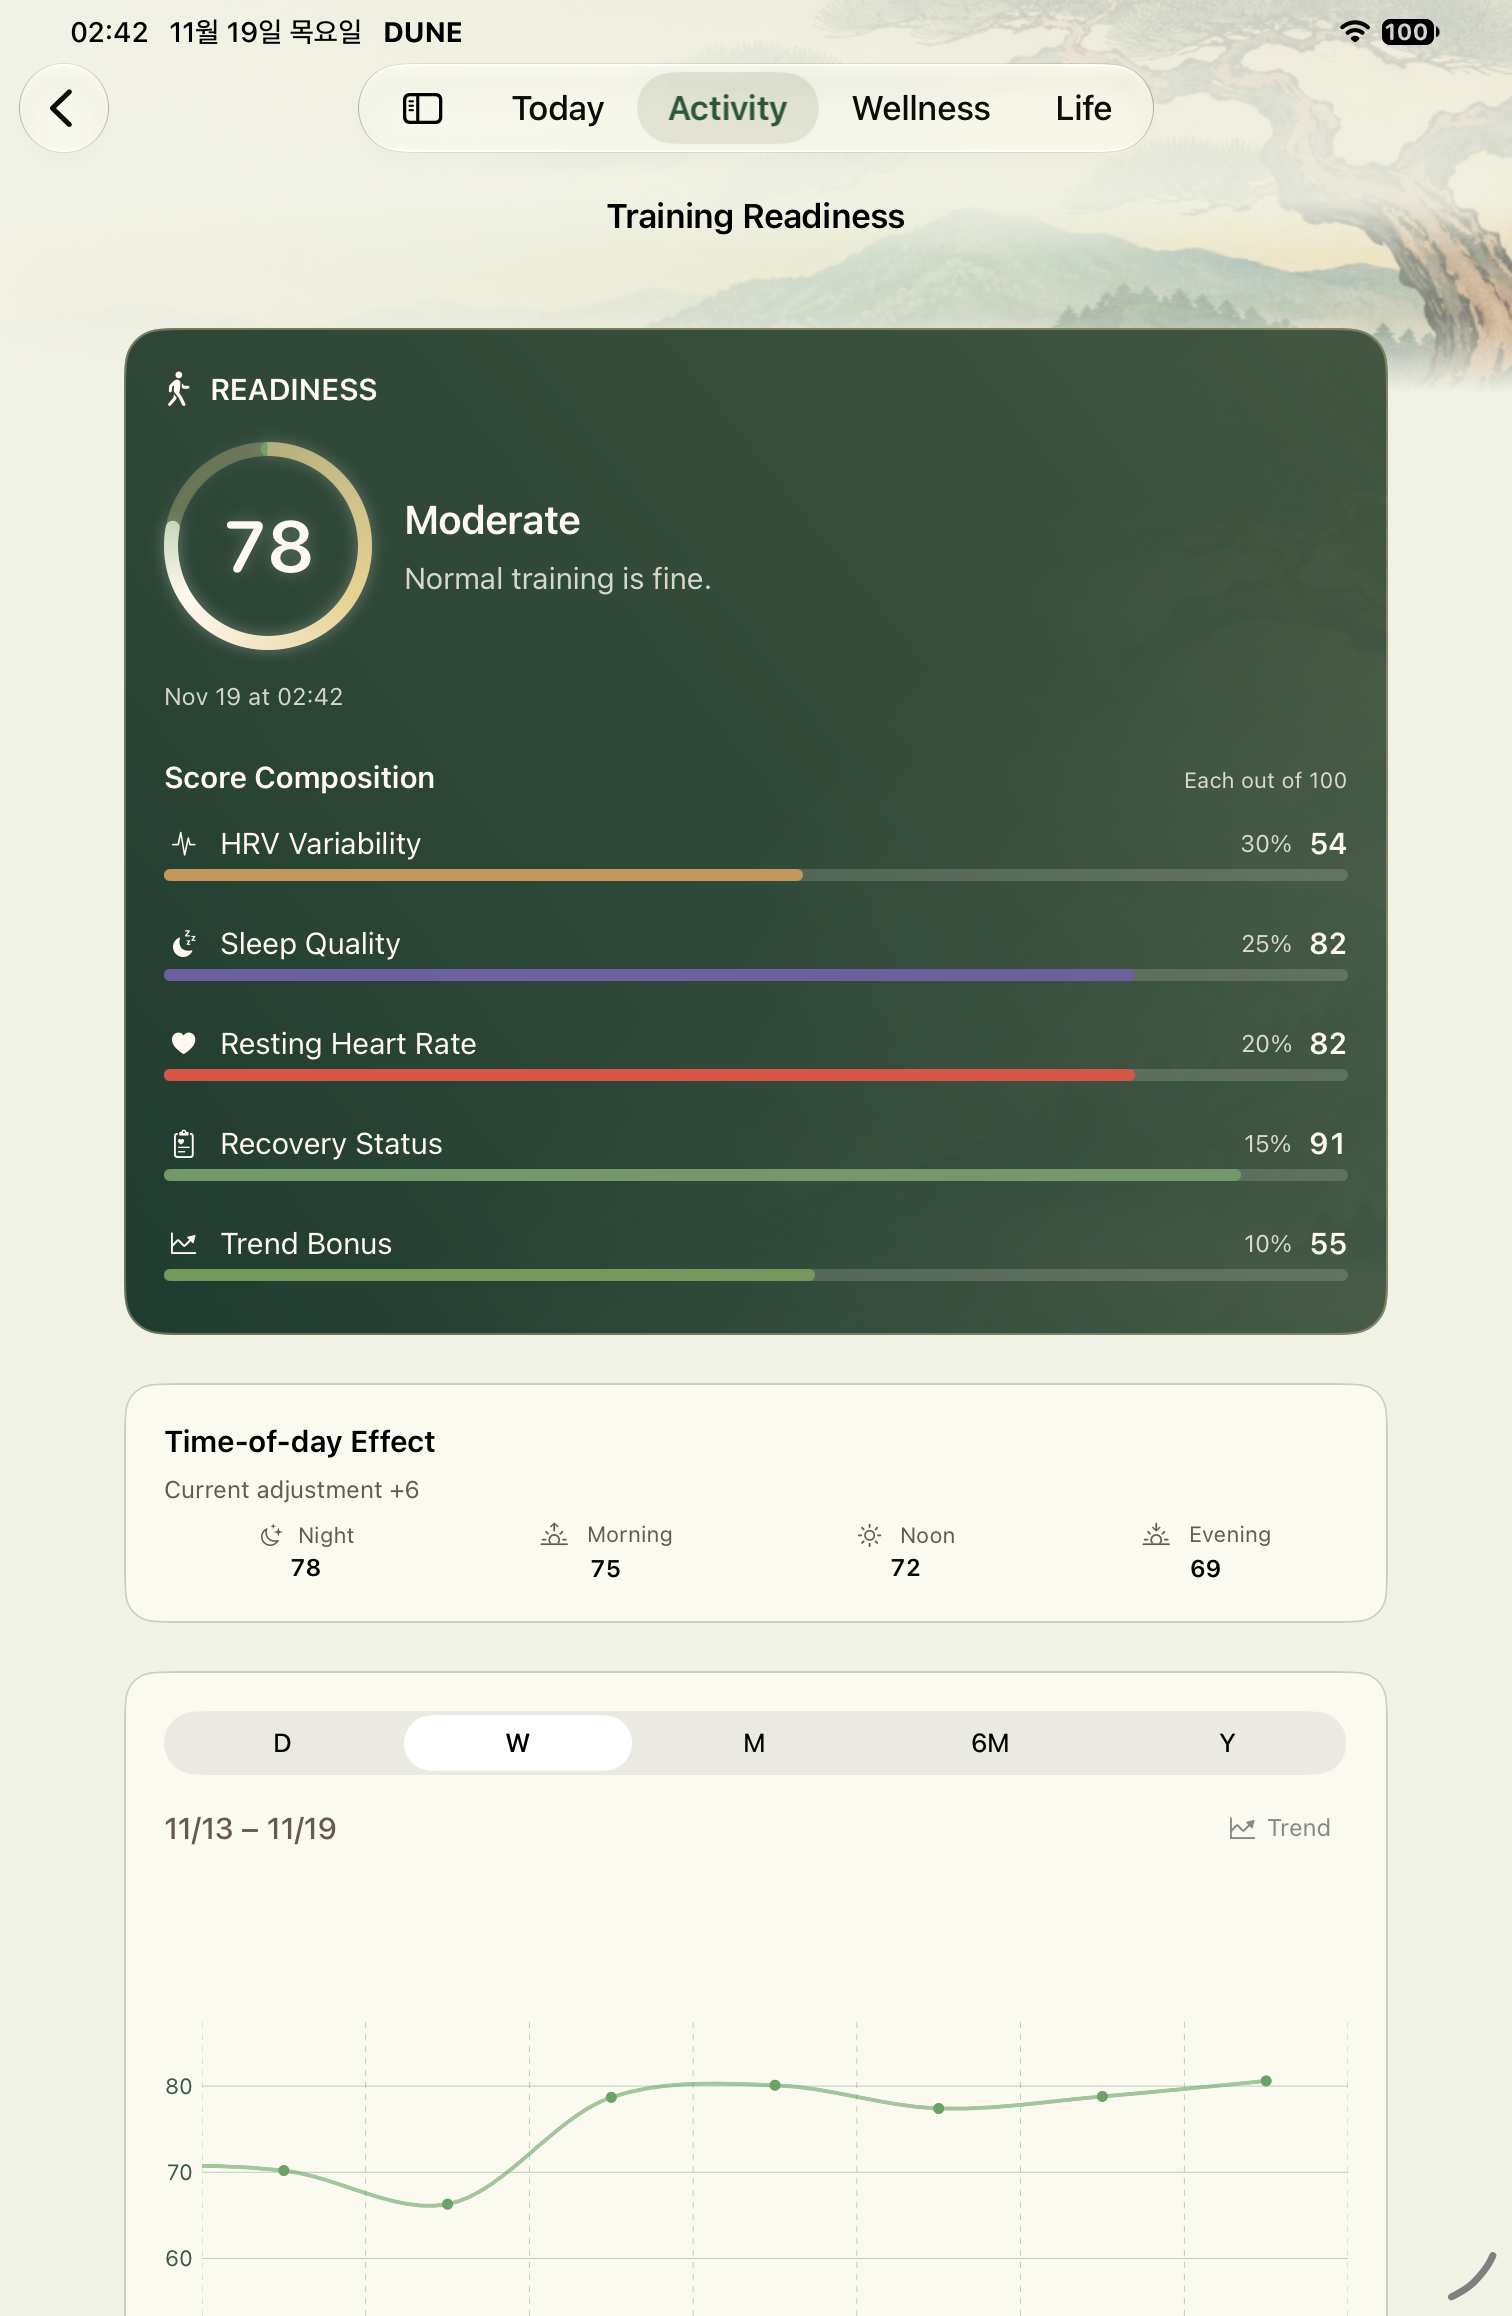 02:42 11월 19일 목요일 DUNE 100
Today Activity Wellness Life
Training Readiness
READINESS
78
Moderate
Normal training is fine.
Nov 19 at 02:42
Score Composition Each out of 100
HRV Variability 30% 54
Sleep Quality 25% 82
Resting Heart Rate 20% 82
Recovery Status 15% 91
Trend Bonus 10% 55
Time-of-day Effect
Current adjustment +6
Night Morning Noon Evening
78 75 72 69
D W M 6M Y
11/13 – 11/19 Trend
80
70
60